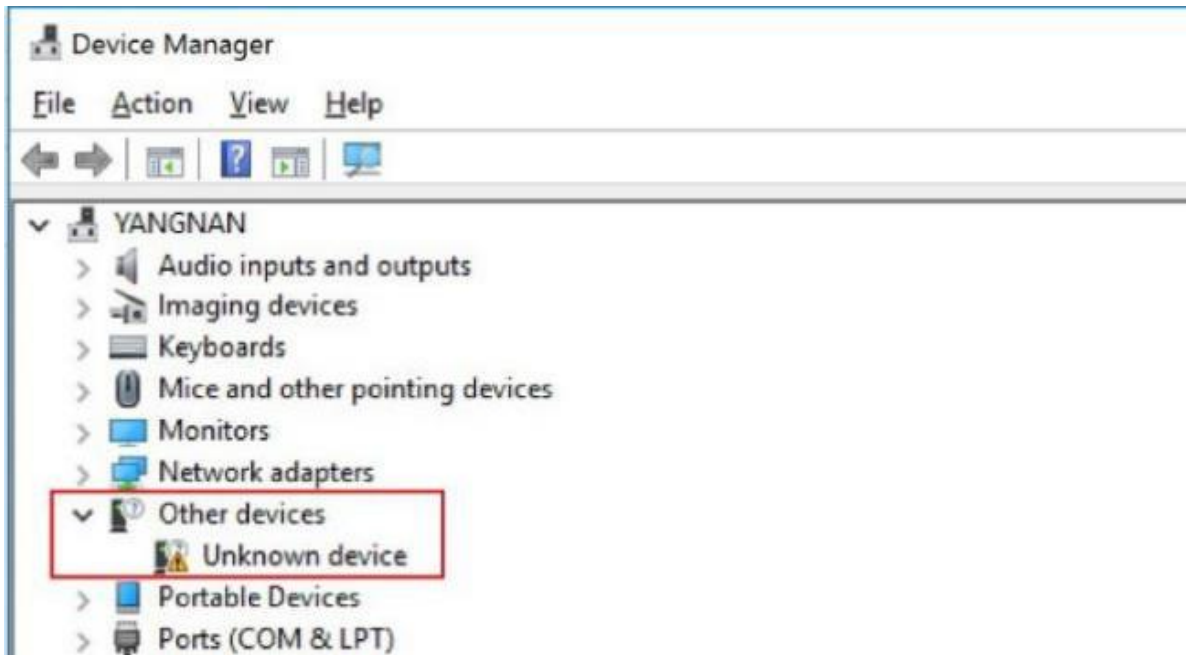 Device Manager
File Action View Help
YANGNAN
Audio inputs and outputs
Imaging devices
Keyboards
Mice and other pointing devices
Monitors
Network adapters
Other devices
Unknown device
Portable Devices
Ports (COM & LPT)